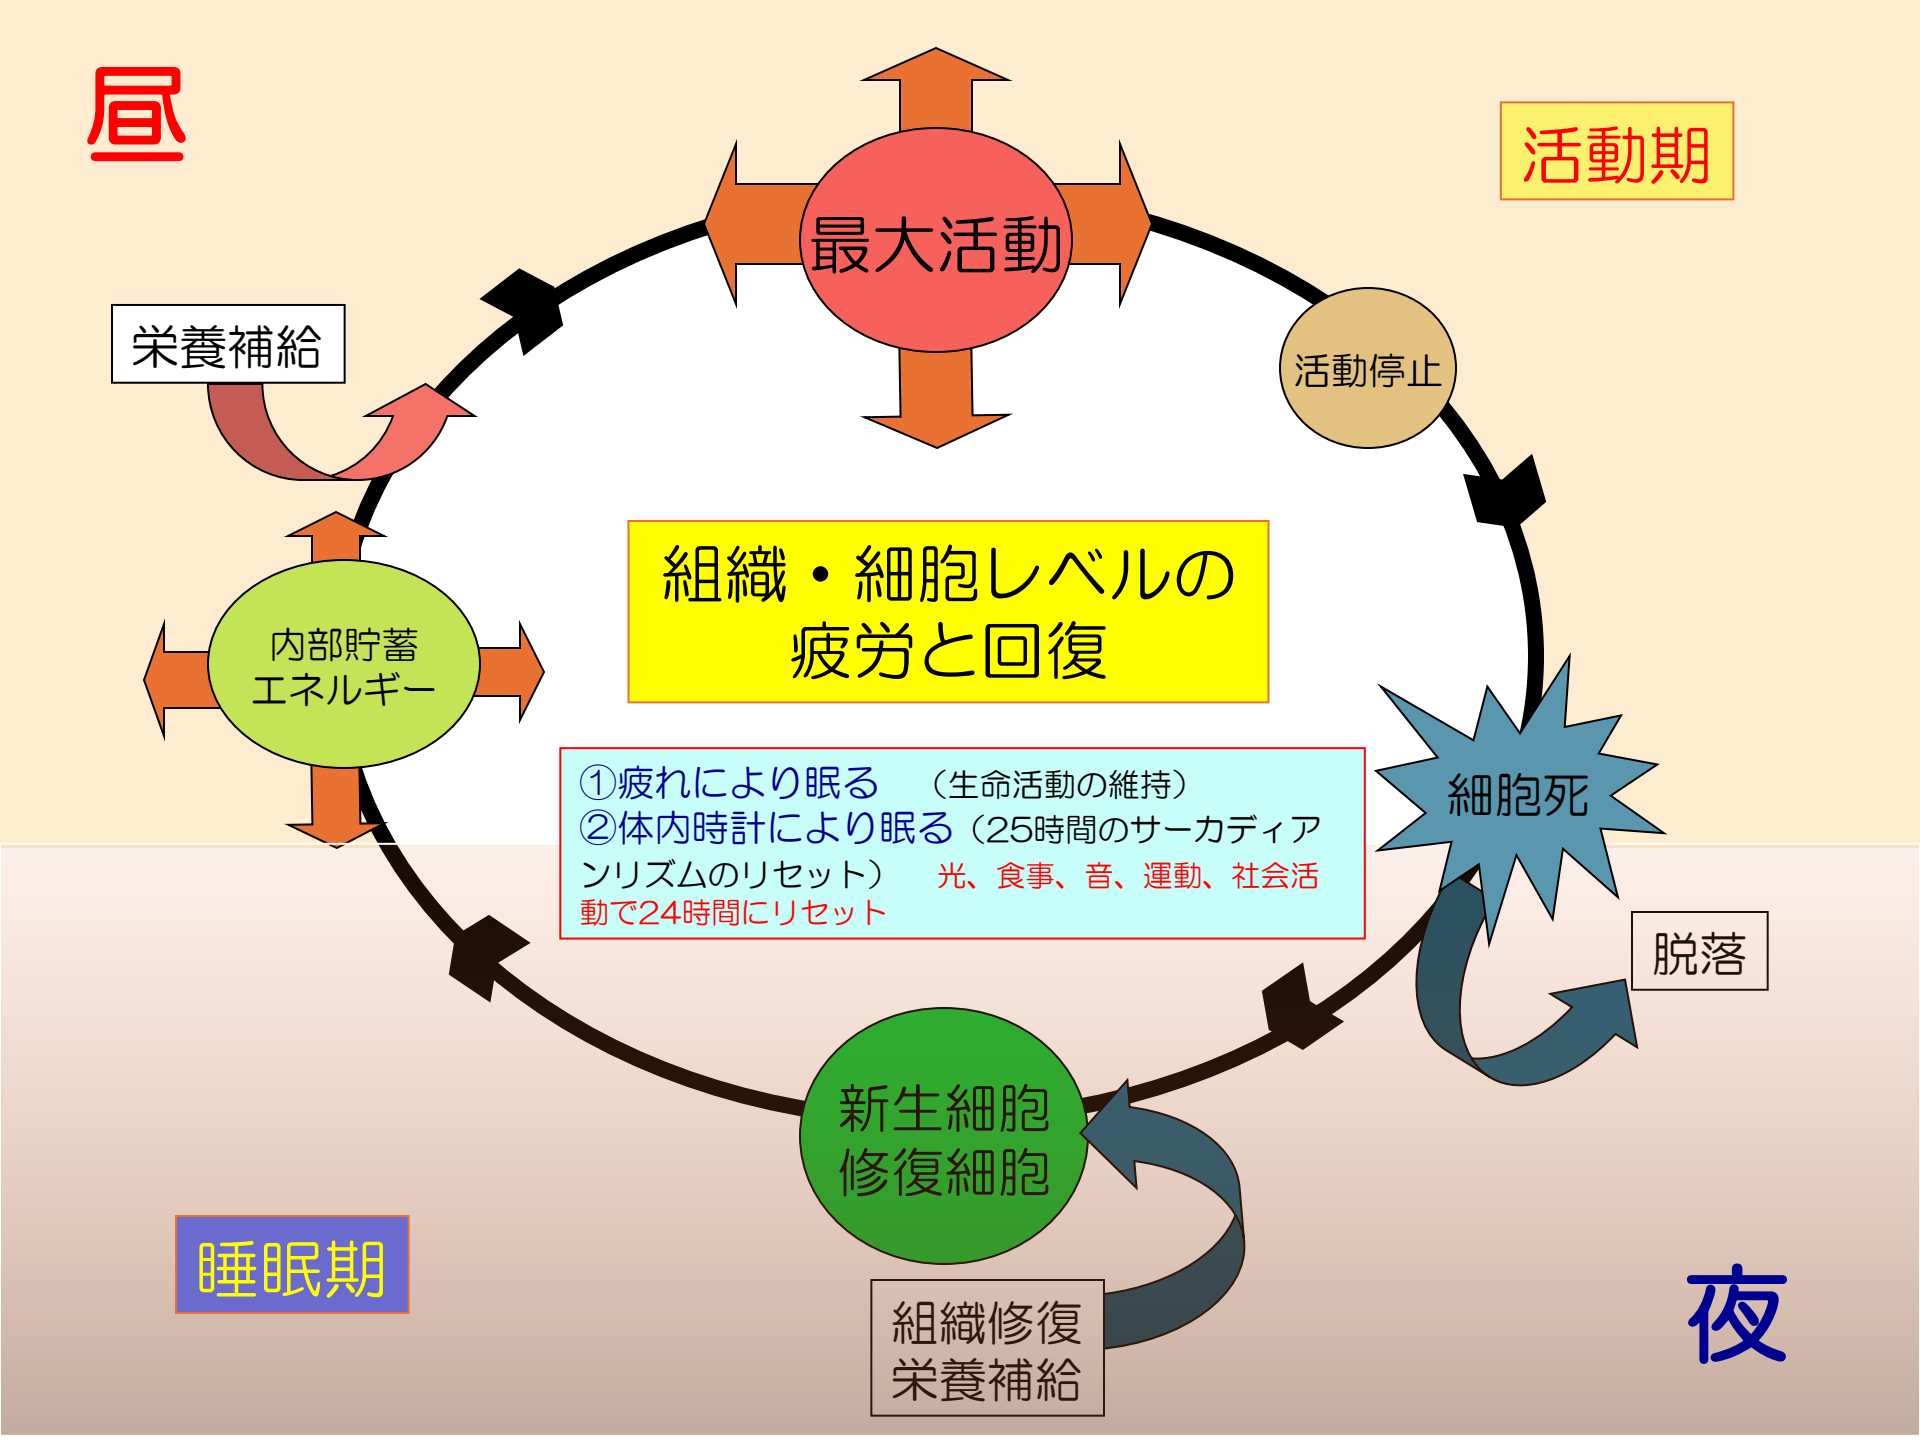 昼
活動期
最大活動
栄養補給
活動停止
組織・細胞レベルの
疲労と回復
内部貯蓄
エネルギー
①疲れにより眠る　（生命活動の維持）
②体内時計により眠る（25時間のサーカディア
ンリズムのリセット）　光、食事、音、運動、社会活
動で24時間にリセット
細胞死
脱落
新生細胞
修復細胞
睡眠期
組織修復
栄養補給
夜